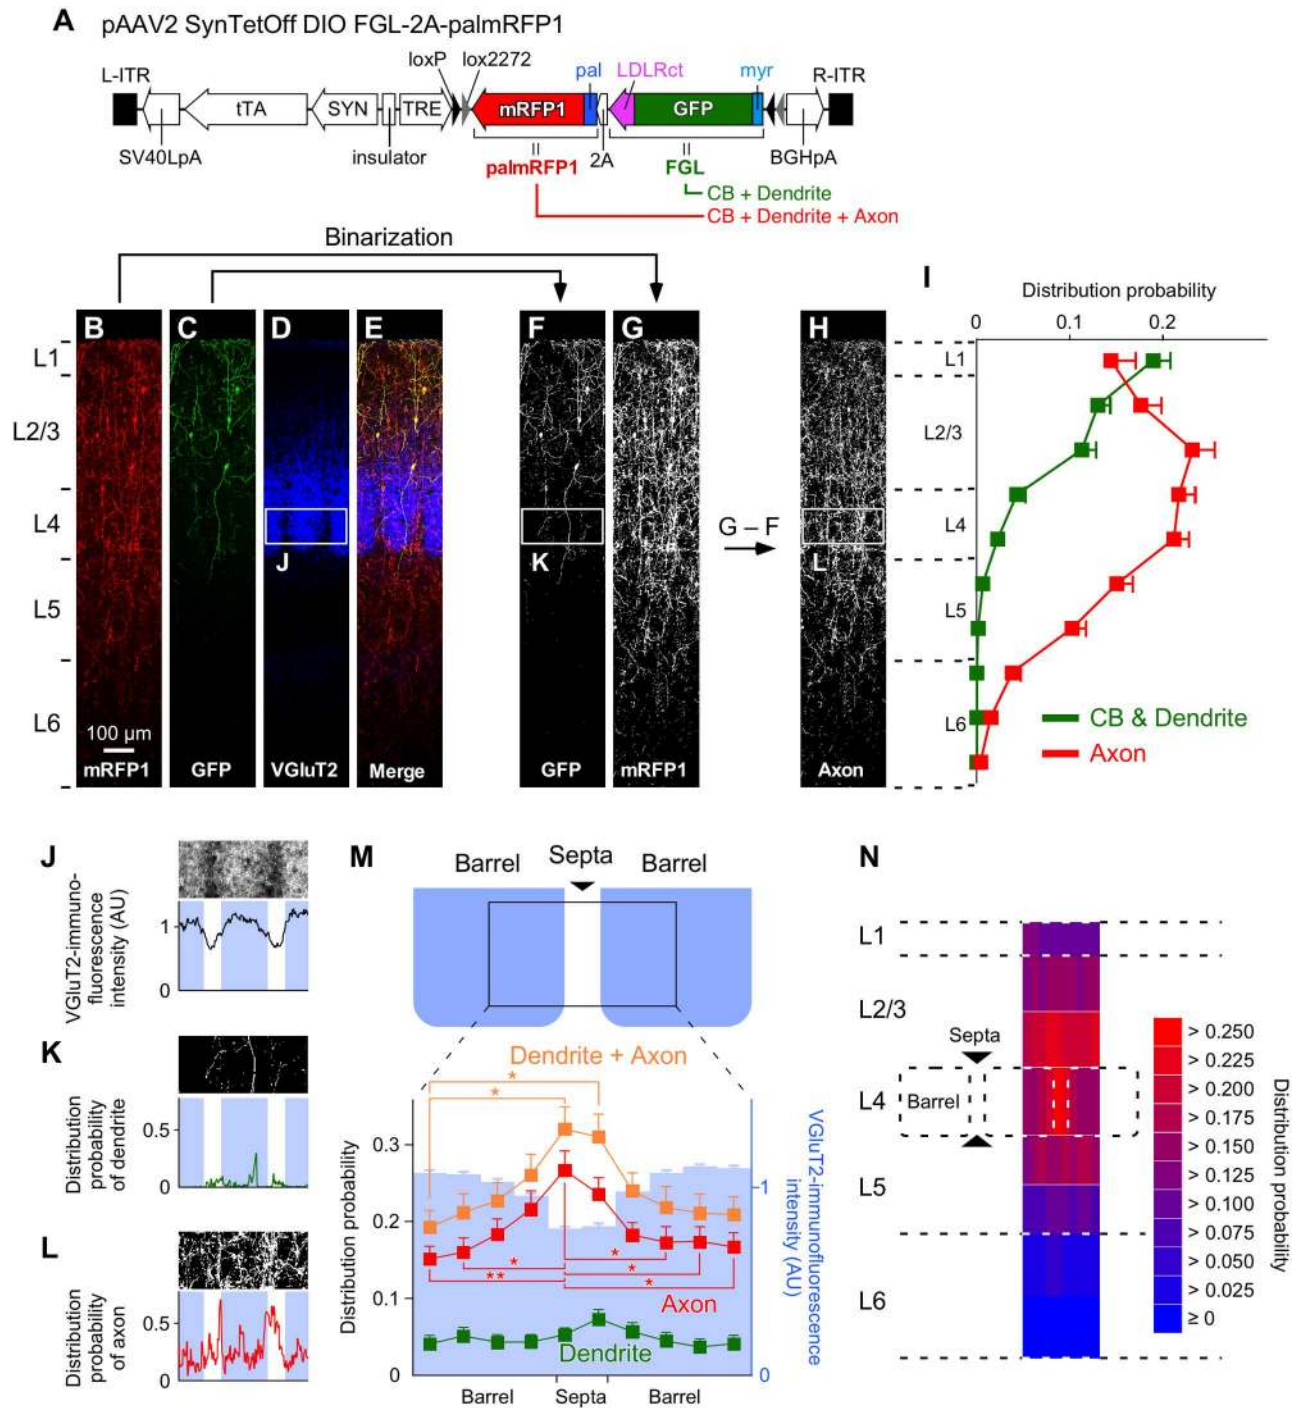 A pAAV2 SynTetOff DIO FGL-2A-palmRFP1
loxP lox2272
L-ITR pal LDLRct myr R-ITR
tTA SYN TRE mRFP1 GFP
SV40LpA insulator palmRFP1 2A FGL BGHpA
CB + Dendrite
CB + Dendrite + Axon
Binarization
I
Distribution probability
0 0.1 0.2
B C D E F G H
L1 L1
L2/3 L2/3
L4 G – F L4
J K L
L5 L5
L6 L6
CB & Dendrite
Axon
100 µm
mRFP1 GFP VGluT2 Merge GFP mRFP1 Axon
J
VGluT2-immuno-
fluorescence
intensity (AU)
1
0
K
Distribution
probability
of dendrite
0.5
0
L
Distribution
probability
of axon
0.5
0
M
Barrel Septa Barrel
Dendrite + Axon
* *
Distribution probability
0.3
0.2
0.1
0
* * ** * *
Axon
Dendrite
Barrel Septa Barrel
1
0
VGluT2-immunofluorescence
intensity (AU)
N
L1
L2/3
Septa
L4 Barrel
L5
L6
> 0.250
> 0.225
> 0.200
> 0.175
> 0.150
> 0.125
> 0.100
> 0.075
> 0.050
> 0.025
≥ 0
Distribution probability